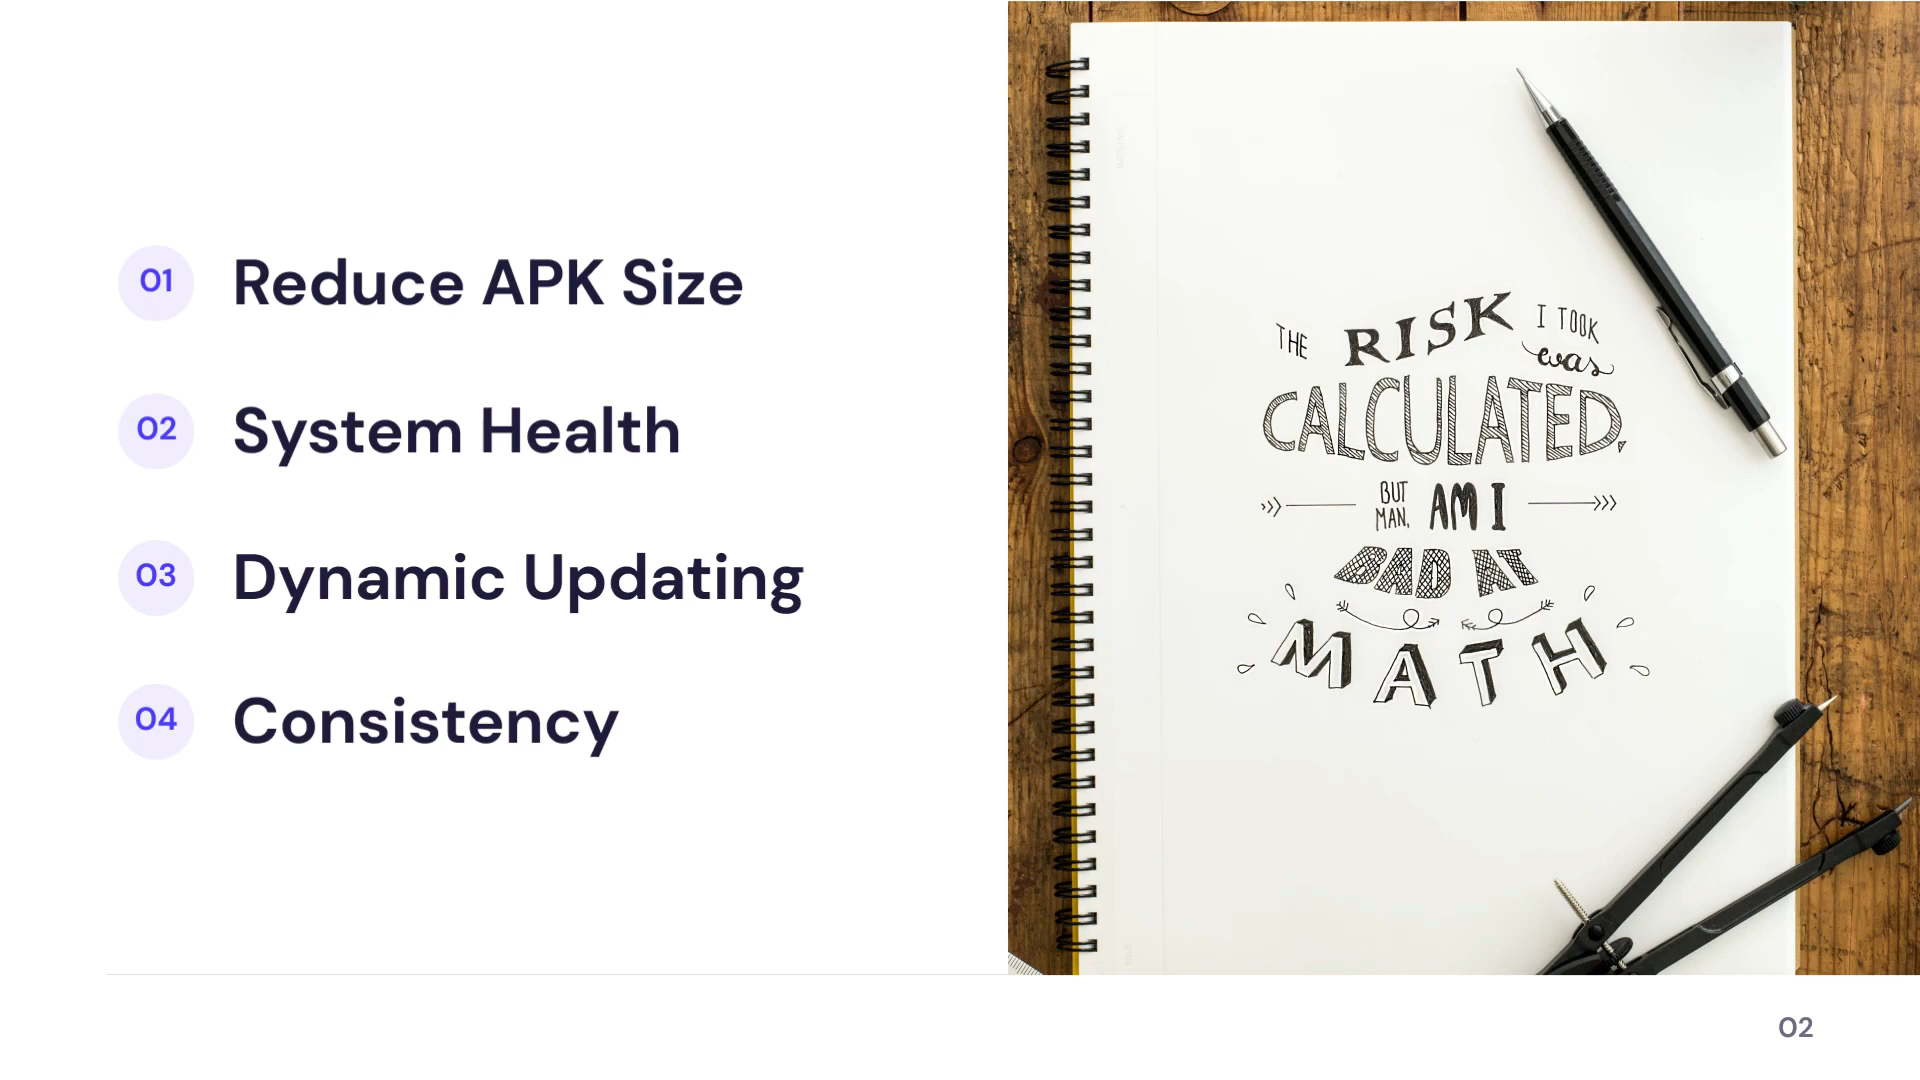 01 Reduce APK Size
02 System Health
03 Dynamic Updating
04 Consistency
THE RISK I TOOK
was
CALCULATED,
BUT
MAN, AM I
BAD AT
MATH
02